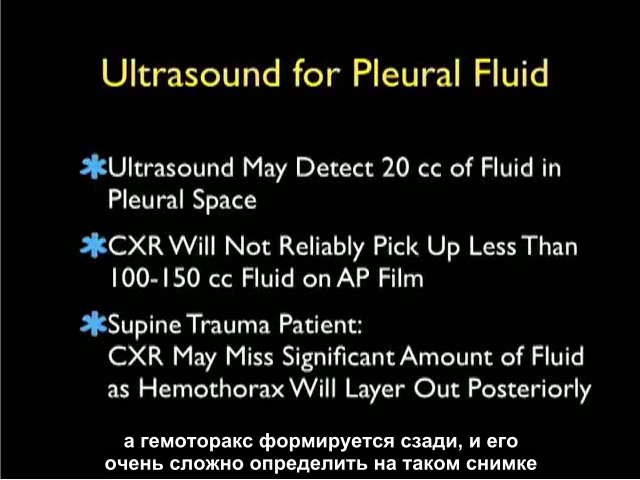 Ultrasound for Pleural Fluid
✱Ultrasound May Detect 20 cc of Fluid in
Pleural Space
✱CXR Will Not Reliably Pick Up Less Than
100-150 cc Fluid on AP Film
✱Supine Trauma Patient:
CXR May Miss Significant Amount of Fluid
as Hemothorax Will Layer Out Posteriorly
а гемоторакс формируется сзади, и его
очень сложно определить на таком снимке